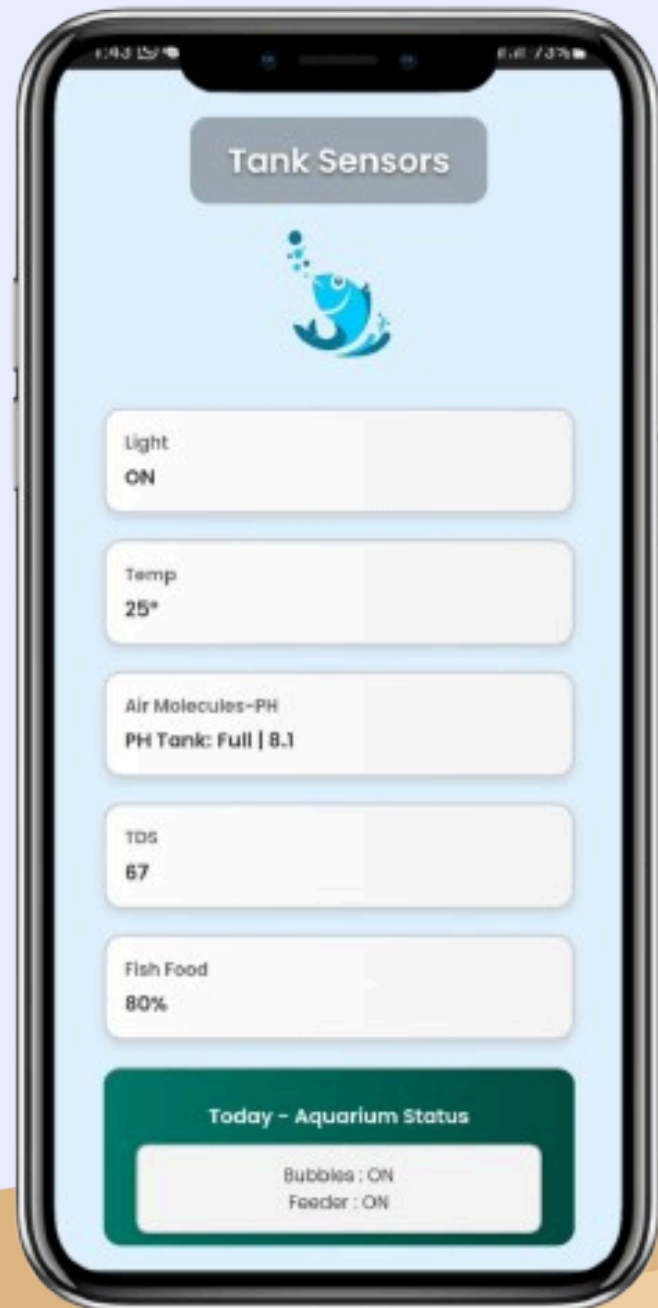 73%
Tank Sensors
Light
ON
Temp
25°
Air Molecules-PH
PH Tank: Full | 8.1
TDS
67
Fish Food
80%
Today - Aquarium Status
Bubbles : ON
Feeder : ON